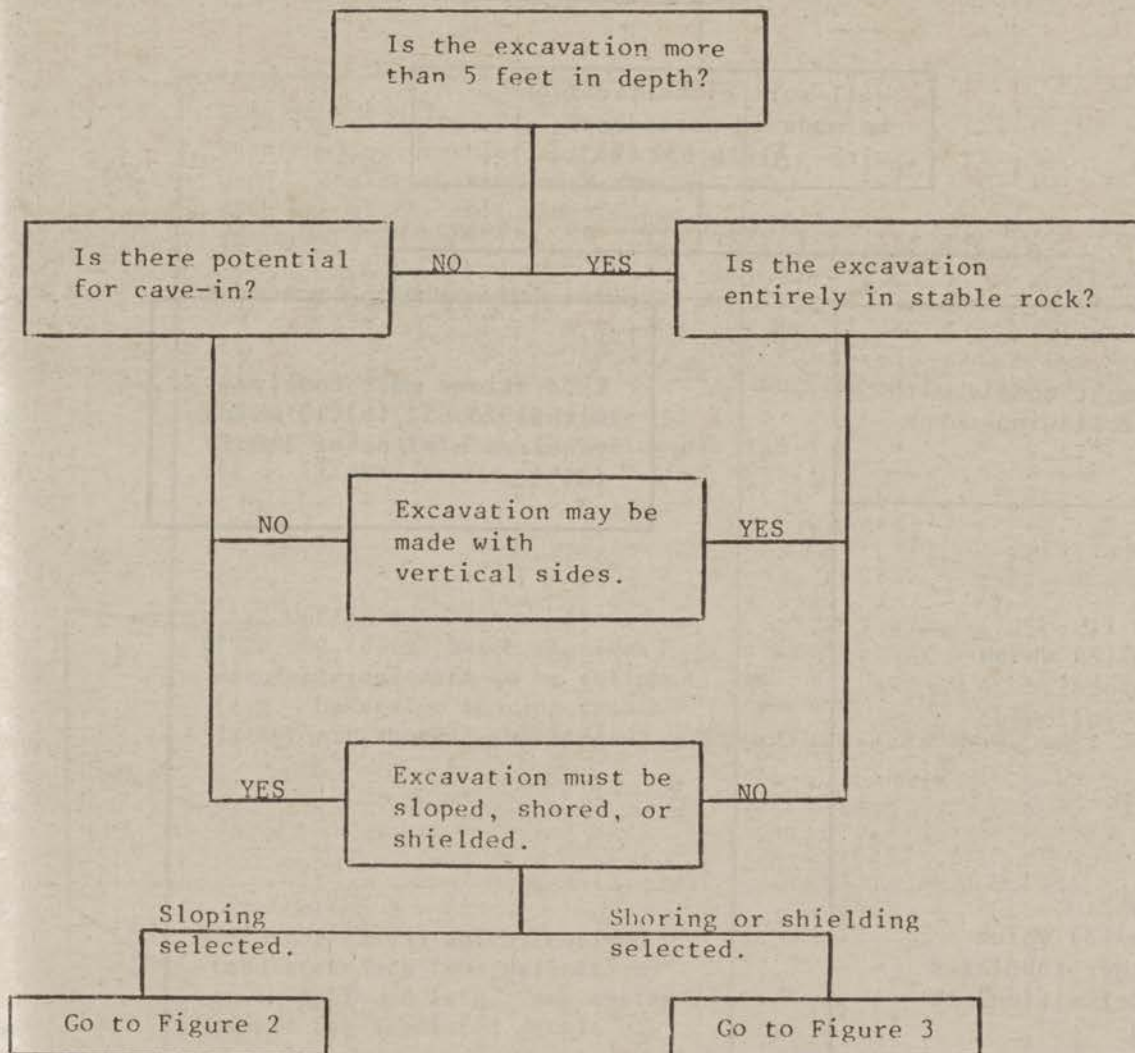 Is the excavation more
than 5 feet in depth?
Is there potential
for cave-in?
NO
YES
Is the excavation
entirely in stable rock?
NO
Excavation may be
made with
vertical sides.
YES
YES
Excavation must be
sloped, shored, or
shielded.
NO
Sloping
selected.
Shoring or shielding
selected.
Go to Figure 2
Go to Figure 3